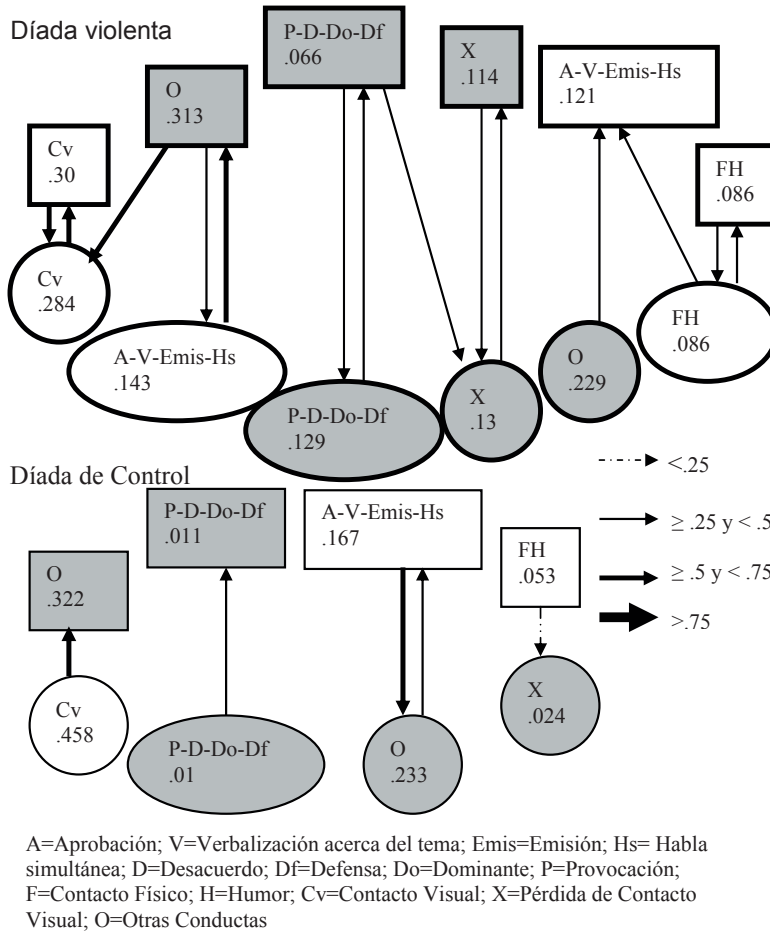 Díada violenta
P-D-Do-Df
.066
X
.114
A-V-Emis-Hs
.121
O
.313
Cv
.30
FH
.086
Cv
.284
A-V-Emis-Hs
.143
P-D-Do-Df
.129
X
.13
O
.229
FH
.086
Díada de Control
<.25
≥ .25 y < .5
≥ .5 y < .75
>.75
P-D-Do-Df
.011
A-V-Emis-Hs
.167
FH
.053
O
.322
Cv
.458
P-D-Do-Df
.01
O
.233
X
.024
A=Aprobación; V=Verbalización acerca del tema; Emis=Emisión; Hs= Habla
simultánea; D=Desacuerdo; Df=Defensa; Do=Dominante; P=Provocación;
F=Contacto Físico; H=Humor; Cv=Contacto Visual; X=Pérdida de Contacto
Visual; O=Otras Conductas